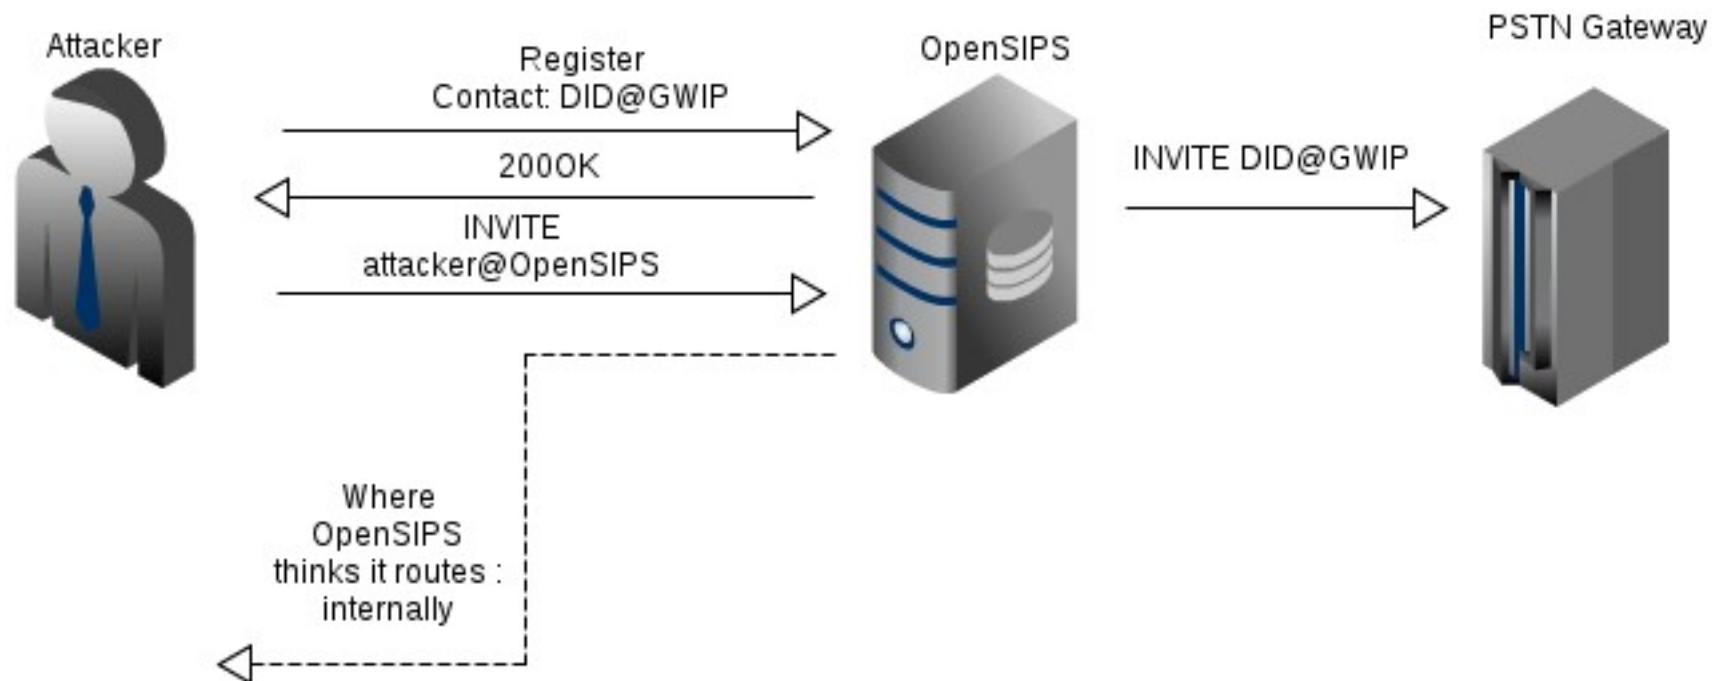 Attacker
Register
Contact: DID@GWIP
200OK
INVITE
attacker@OpenSIPS
OpenSIPS
INVITE DID@GWIP
PSTN Gateway
Where
OpenSIPS
thinks it routes :
internally